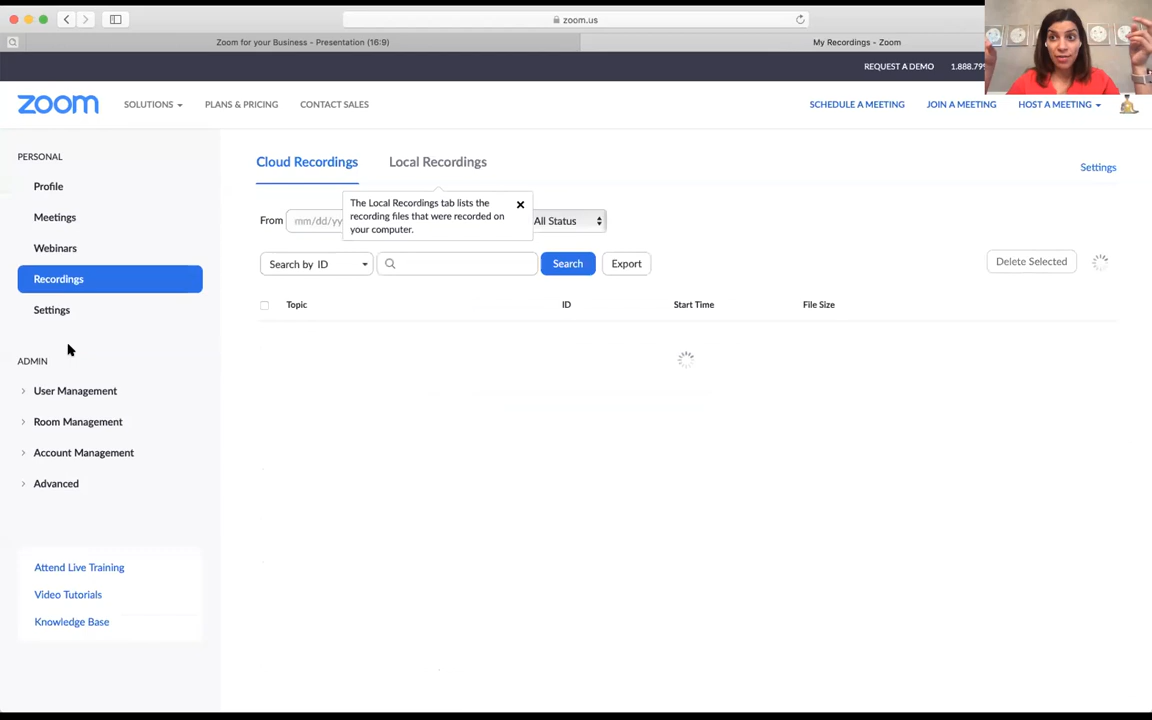 zoom.us
Zoom for your Business - Presentation (16:9)
My Recordings - Zoom
REQUEST A DEMO
1.888.799
zoom
SOLUTIONS
PLANS & PRICING
CONTACT SALES
SCHEDULE A MEETING
JOIN A MEETING
HOST A MEETING
PERSONAL
Profile
Meetings
Webinars
Recordings
Settings
ADMIN
User Management
Room Management
Account Management
Advanced
Attend Live Training
Video Tutorials
Knowledge Base
Cloud Recordings
Local Recordings
Settings
The Local Recordings tab lists the
recording files that were recorded on
your computer.
From
mm/dd/yy
All Status
Search by ID
Search
Export
Delete Selected
Topic
ID
Start Time
File Size